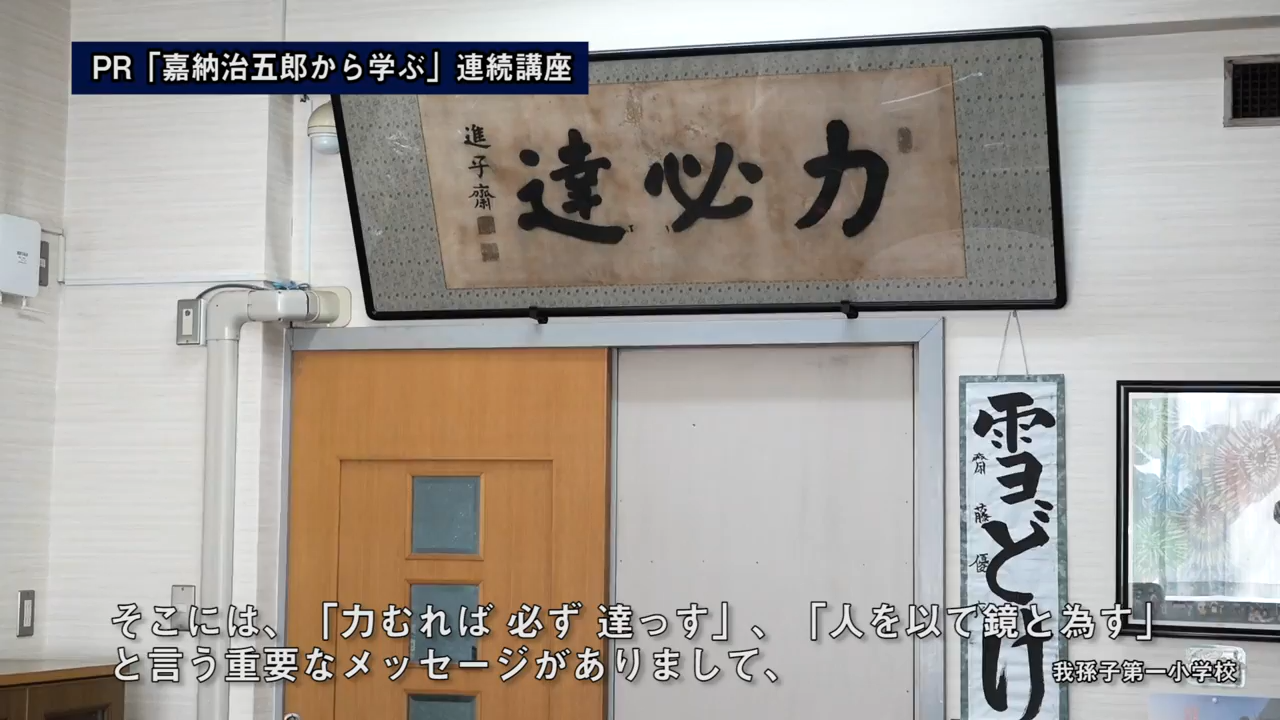 PR「嘉納治五郎から学ぶ」連続講座
力必達
進乎齋
雪どけ
齋藤優
そこには、「力むれば 必ず 達っす」、「人を以て鏡と為す」
と言う重要なメッセージがありまして、
我孫子第一小学校